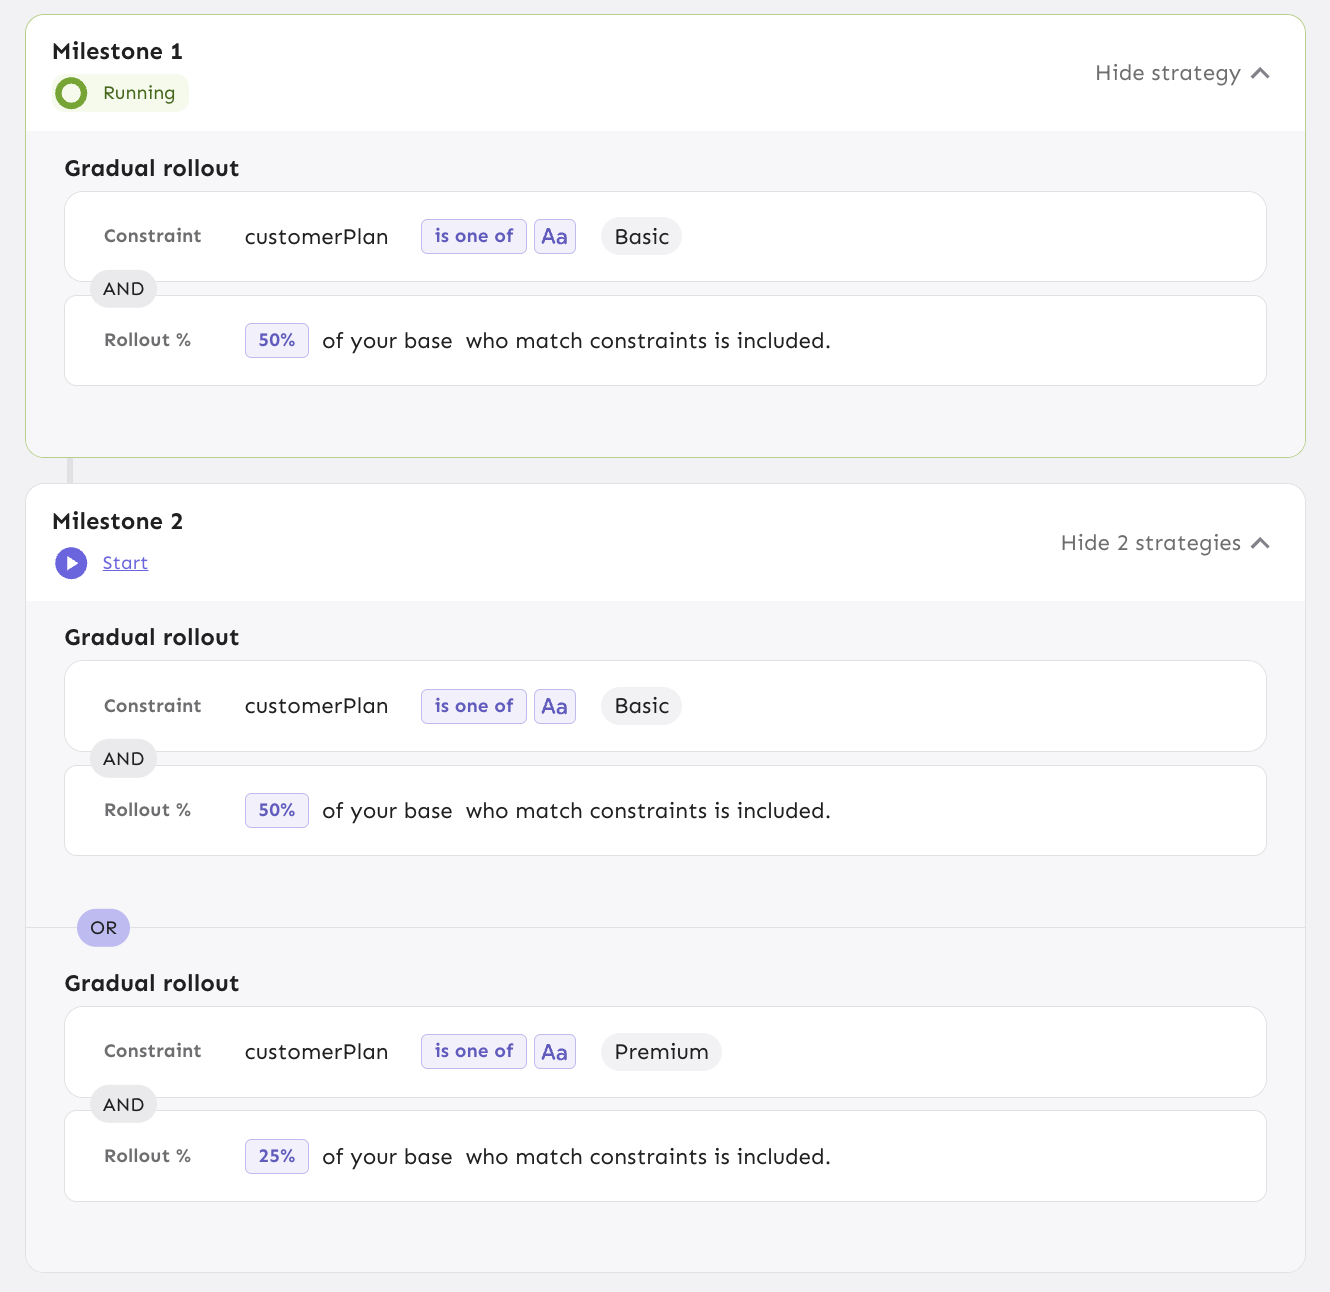 Milestone 1
Running
Hide strategy
Gradual rollout
Constraint customerPlan is one of Aa Basic
AND
Rollout % 50% of your base who match constraints is included.
Milestone 2
Start
Hide 2 strategies
Gradual rollout
Constraint customerPlan is one of Aa Basic
AND
Rollout % 50% of your base who match constraints is included.
OR
Gradual rollout
Constraint customerPlan is one of Aa Premium
AND
Rollout % 25% of your base who match constraints is included.